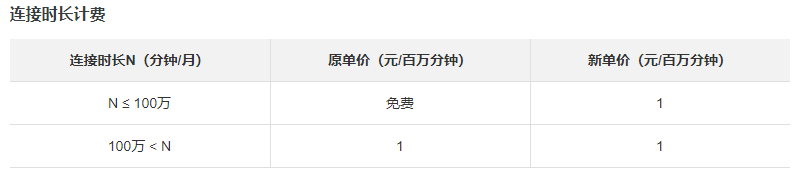 连接时长计费
连接时长N（分钟/月） 原单价（元/百万分钟） 新单价（元/百万分钟）
N ≤ 100万 免费 1
100万 < N 1 1